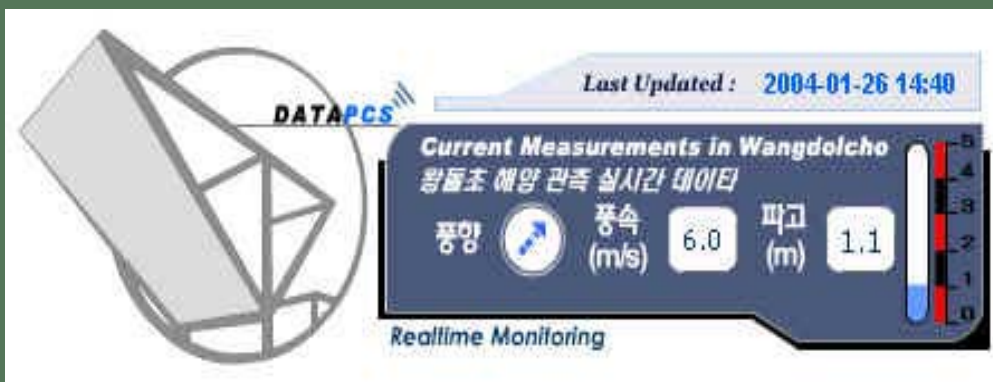 Last Updated : 2004-01-26 14:40
DATAPCS
Current Measurements in Wangdolcho
왕돌초 해양 관측 실시간 데이타
풍향 풍속 (m/s) 6.0 파고 (m) 1.1
5
4
3
2
1
0
Realtime Monitoring